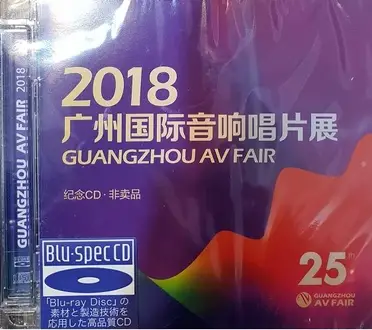 GUANGZHOU AV FAIR 2018
2018
广州国际音响唱片展
GUANGZHOU AV FAIR
纪念CD·非卖品
Blu-spec CD
「Blu-ray Disc」の
素材と製造技術を
応用した高品質CD
25th
GUANGZHOU
AV FAIR